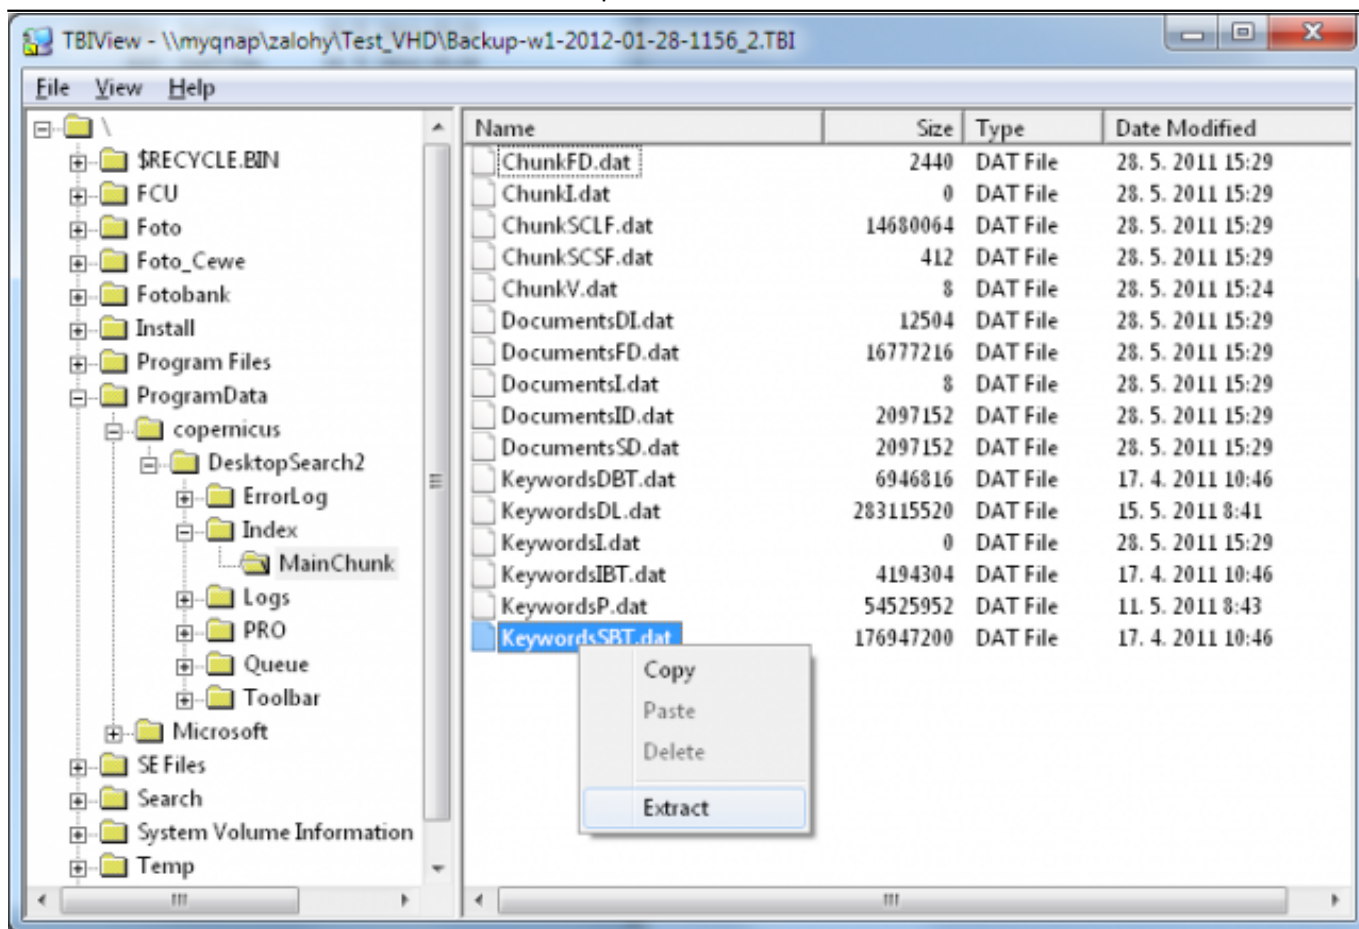 TBIView - \\myqnap\zalohy\Test_VHD\Backup-w1-2012-01-28-1156_2.TBI
File View Help
\
$RECYCLE.BIN
FCU
Foto
Foto_Cewe
Fotobank
Install
Program Files
ProgramData
copernicus
DesktopSearch2
ErrorLog
Index
MainChunk
Logs
PRO
Queue
Toolbar
Microsoft
SE Files
Search
System Volume Information
Temp
Name Size Type Date Modified
ChunkFD.dat 2440 DAT File 28. 5. 2011 15:29
ChunkI.dat 0 DAT File 28. 5. 2011 15:29
ChunkSCLF.dat 14680064 DAT File 28. 5. 2011 15:29
ChunkSCSF.dat 412 DAT File 28. 5. 2011 15:29
ChunkV.dat 8 DAT File 28. 5. 2011 15:24
DocumentsDI.dat 12504 DAT File 28. 5. 2011 15:29
DocumentsFD.dat 16777216 DAT File 28. 5. 2011 15:29
DocumentsI.dat 8 DAT File 28. 5. 2011 15:29
DocumentsID.dat 2097152 DAT File 28. 5. 2011 15:29
DocumentsSD.dat 2097152 DAT File 28. 5. 2011 15:29
KeywordsDBT.dat 6946816 DAT File 17. 4. 2011 10:46
KeywordsDL.dat 283115520 DAT File 15. 5. 2011 8:41
KeywordsI.dat 0 DAT File 28. 5. 2011 15:29
KeywordsIBT.dat 4194304 DAT File 17. 4. 2011 10:46
KeywordsP.dat 54525952 DAT File 11. 5. 2011 8:43
KeywordsSBT.dat 176947200 DAT File 17. 4. 2011 10:46
Copy
Paste
Delete
Extract